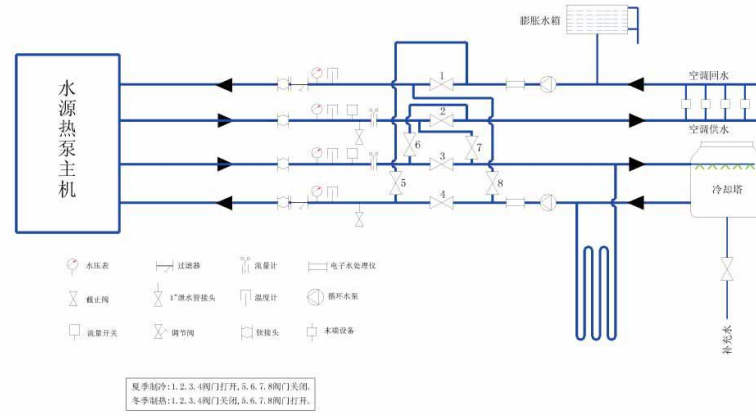 膨胀水箱
空调回水
水源热泵主机
1
2
空调供水
6
7
3
5
8
4
冷却塔
水压表
过滤器
流量计
电子水处理仪
截止阀
1"泄水管接头
温度计
循环水泵
流量开关
调节阀
软接头
末端设备
补充水
夏季制冷:1.2.3.4阀门打开,5.6.7.8阀门关闭.
冬季制热:1.2.3.4阀门关闭,5.6.7.8阀门打开.